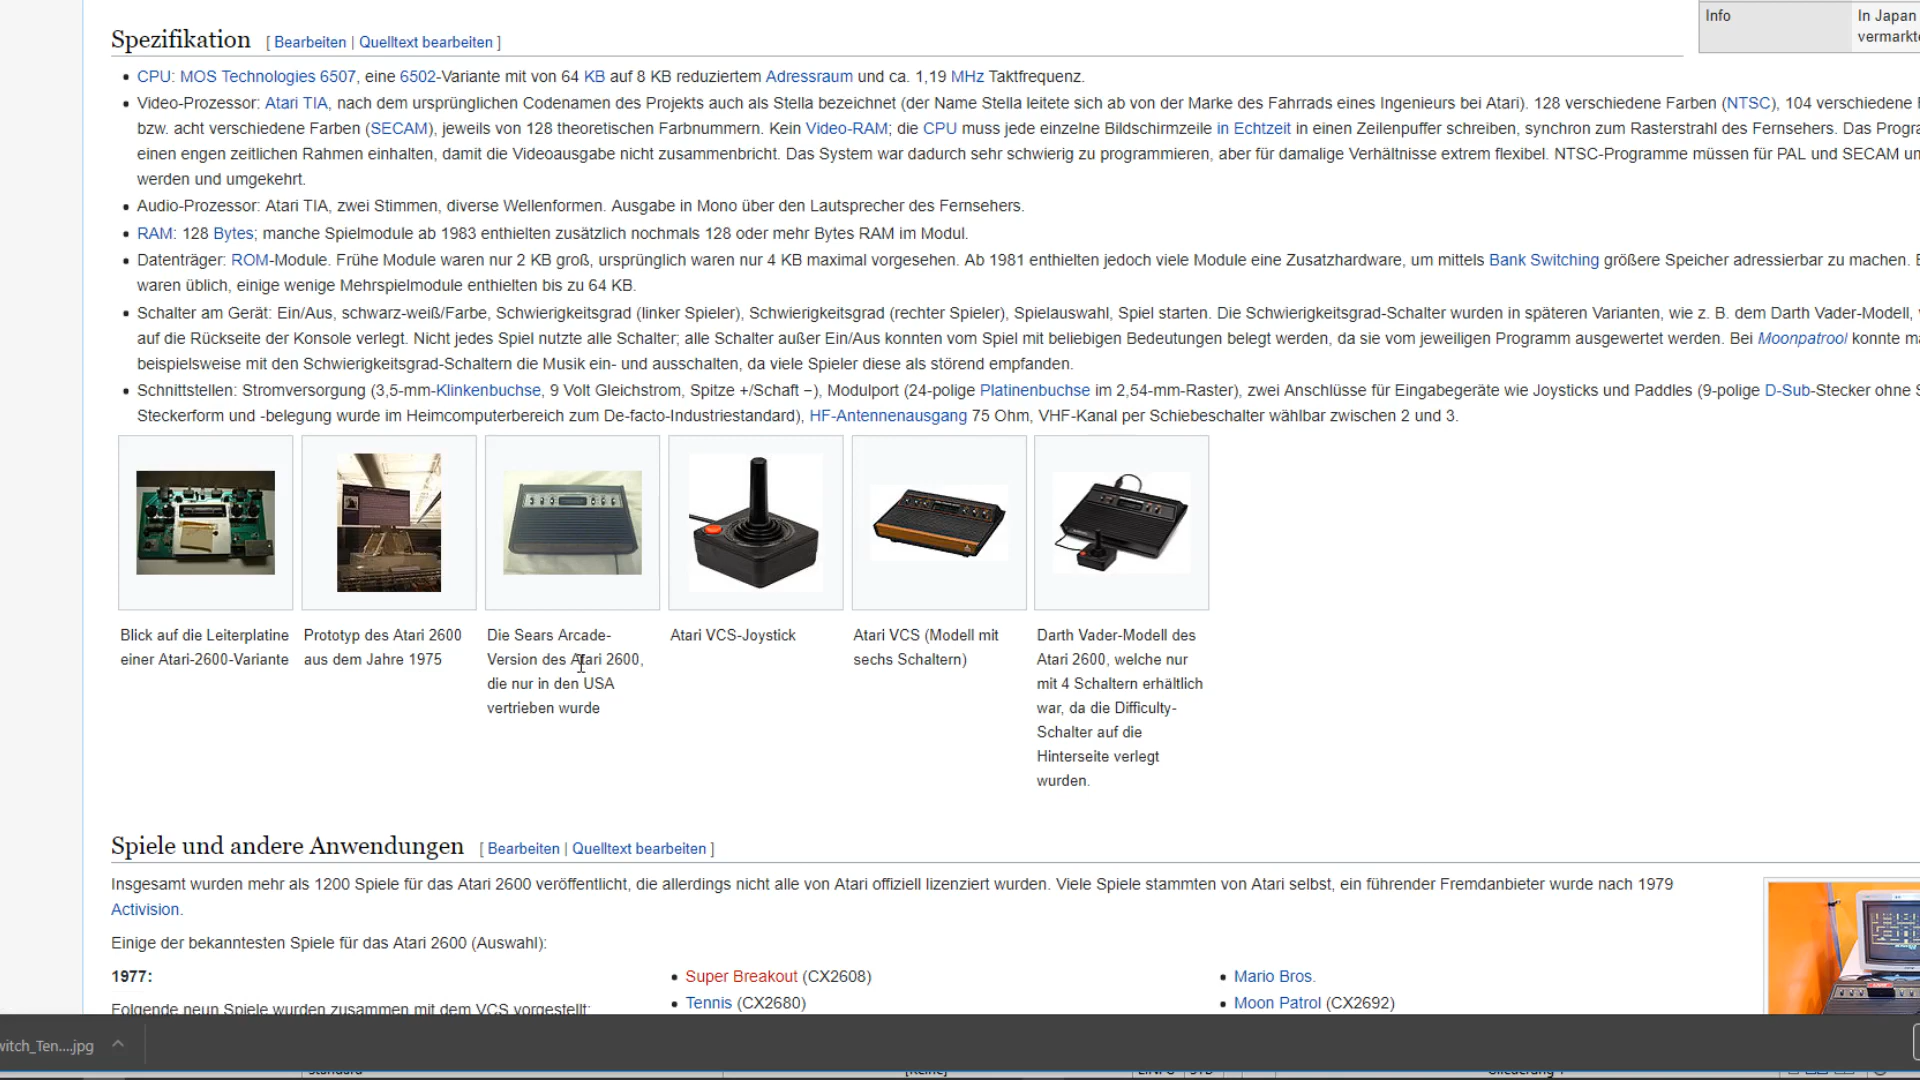 Info
In Japan
vermarkte
Spezifikation [ Bearbeiten | Quelltext bearbeiten ]
• CPU: MOS Technologies 6507, eine 6502-Variante mit von 64 KB auf 8 KB reduziertem Adressraum und ca. 1,19 MHz Taktfrequenz.
• Video-Prozessor: Atari TIA, nach dem ursprünglichen Codenamen des Projekts auch als Stella bezeichnet (der Name Stella leitete sich ab von der Marke des Fahrrads eines Ingenieurs bei Atari). 128 verschiedene Farben (NTSC), 104 verschiedene
bzw. acht verschiedene Farben (SECAM), jeweils von 128 theoretischen Farbnummern. Kein Video-RAM; die CPU muss jede einzelne Bildschirmzeile in Echtzeit in einen Zeilenpuffer schreiben, synchron zum Rasterstrahl des Fernsehers. Das Progra
einen engen zeitlichen Rahmen einhalten, damit die Videoausgabe nicht zusammenbricht. Das System war dadurch sehr schwierig zu programmieren, aber für damalige Verhältnisse extrem flexibel. NTSC-Programme müssen für PAL und SECAM um
werden und umgekehrt.
• Audio-Prozessor: Atari TIA, zwei Stimmen, diverse Wellenformen. Ausgabe in Mono über den Lautsprecher des Fernsehers.
• RAM: 128 Bytes; manche Spielmodule ab 1983 enthielten zusätzlich nochmals 128 oder mehr Bytes RAM im Modul.
• Datenträger: ROM-Module. Frühe Module waren nur 2 KB groß, ursprünglich waren nur 4 KB maximal vorgesehen. Ab 1981 enthielten jedoch viele Module eine Zusatzhardware, um mittels Bank Switching größere Speicher adressierbar zu machen.
waren üblich, einige wenige Mehrspielmodule enthielten bis zu 64 KB.
• Schalter am Gerät: Ein/Aus, schwarz-weiß/Farbe, Schwierigkeitsgrad (linker Spieler), Schwierigkeitsgrad (rechter Spieler), Spielauswahl, Spiel starten. Die Schwierigkeitsgrad-Schalter wurden in späteren Varianten, wie z. B. dem Darth Vader-Modell,
auf die Rückseite der Konsole verlegt. Nicht jedes Spiel nutzte alle Schalter; alle Schalter außer Ein/Aus konnten vom Spiel mit beliebigen Bedeutungen belegt werden, da sie vom jeweiligen Programm ausgewertet werden. Bei Moonpatrool konnte ma
beispielsweise mit den Schwierigkeitsgrad-Schaltern die Musik ein- und ausschalten, da viele Spieler diese als störend empfanden.
• Schnittstellen: Stromversorgung (3,5-mm-Klinkenbuchse, 9 Volt Gleichstrom, Spitze +/Schaft −), Modulport (24-polige Platinenbuchse im 2,54-mm-Raster), zwei Anschlüsse für Eingabegeräte wie Joysticks und Paddles (9-polige D-Sub-Stecker ohne
Steckerform und -belegung wurde im Heimcomputerbereich zum De-facto-Industriestandard), HF-Antennenausgang 75 Ohm, VHF-Kanal per Schiebeschalter wählbar zwischen 2 und 3.
Blick auf die Leiterplatine
einer Atari-2600-Variante
Prototyp des Atari 2600
aus dem Jahre 1975
Die Sears Arcade-
Version des Atari 2600,
die nur in den USA
vertrieben wurde
Atari VCS-Joystick
Atari VCS (Modell mit
sechs Schaltern)
Darth Vader-Modell des
Atari 2600, welche nur
mit 4 Schaltern erhältlich
war, da die Difficulty-
Schalter auf die
Hinterseite verlegt
wurden.
Spiele und andere Anwendungen [ Bearbeiten | Quelltext bearbeiten ]
Insgesamt wurden mehr als 1200 Spiele für das Atari 2600 veröffentlicht, die allerdings nicht alle von Atari offiziell lizenziert wurden. Viele Spiele stammten von Atari selbst, ein führender Fremdanbieter wurde nach 1979
Activision.
Einige der bekanntesten Spiele für das Atari 2600 (Auswahl):
1977:
Folgende neun Spiele wurden zusammen mit dem VCS vorgestellt:
• Super Breakout (CX2608)
• Tennis (CX2680)
• Mario Bros.
• Moon Patrol (CX2692)
witch_Ten....jpg